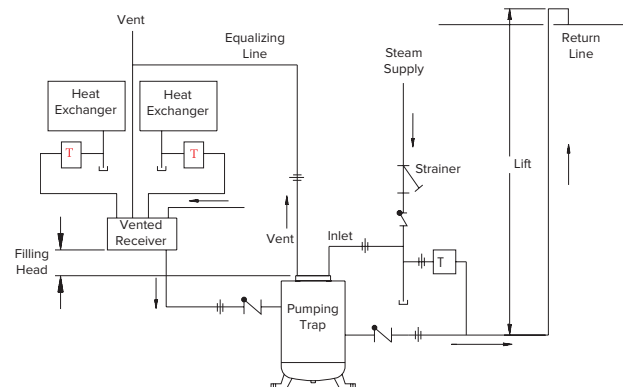 Vent
Equalizing
Line
Steam
Supply
Return
Line
Heat
Exchanger
Heat
Exchanger
T
T
Lift
Strainer
Vented
Receiver
Filling
Head
Vent
Inlet
T
Pumping
Trap